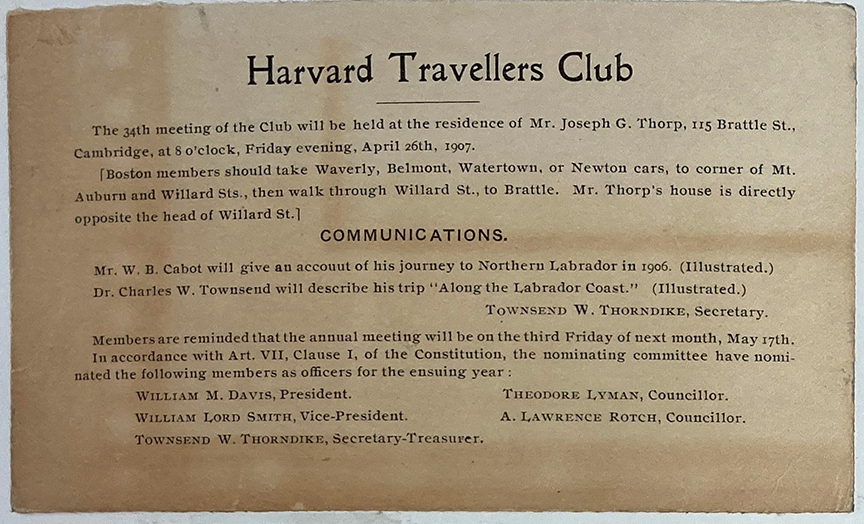 Harvard Travellers Club
The 34th meeting of the Club will be held at the residence of Mr. Joseph G. Thorp, 115 Brattle St.,
Cambridge, at 8 o'clock, Friday evening, April 26th, 1907.
[Boston members should take Waverly, Belmont, Watertown, or Newton cars, to corner of Mt.
Auburn and Willard Sts., then walk through Willard St., to Brattle. Mr. Thorp's house is directly
opposite the head of Willard St.]
COMMUNICATIONS.
Mr. W. B. Cabot will give an accouut of his journey to Northern Labrador in 1906. (Illustrated.)
Dr. Charles W. Townsend will describe his trip "Along the Labrador Coast." (Illustrated.)
TOWNSEND W. THORNDIKE, Secretary.
Members are reminded that the annual meeting will be on the third Friday of next month, May 17th.
In accordance with Art. VII, Clause I, of the Constitution, the nominating committee have nomi-
nated the following members as officers for the ensuing year:
WILLIAM M. DAVIS, President. THEODORE LYMAN, Councillor.
WILLIAM LORD SMITH, Vice-President. A. LAWRENCE ROTCH, Councillor.
TOWNSEND W. THORNDIKE, Secretary-Treasurer.